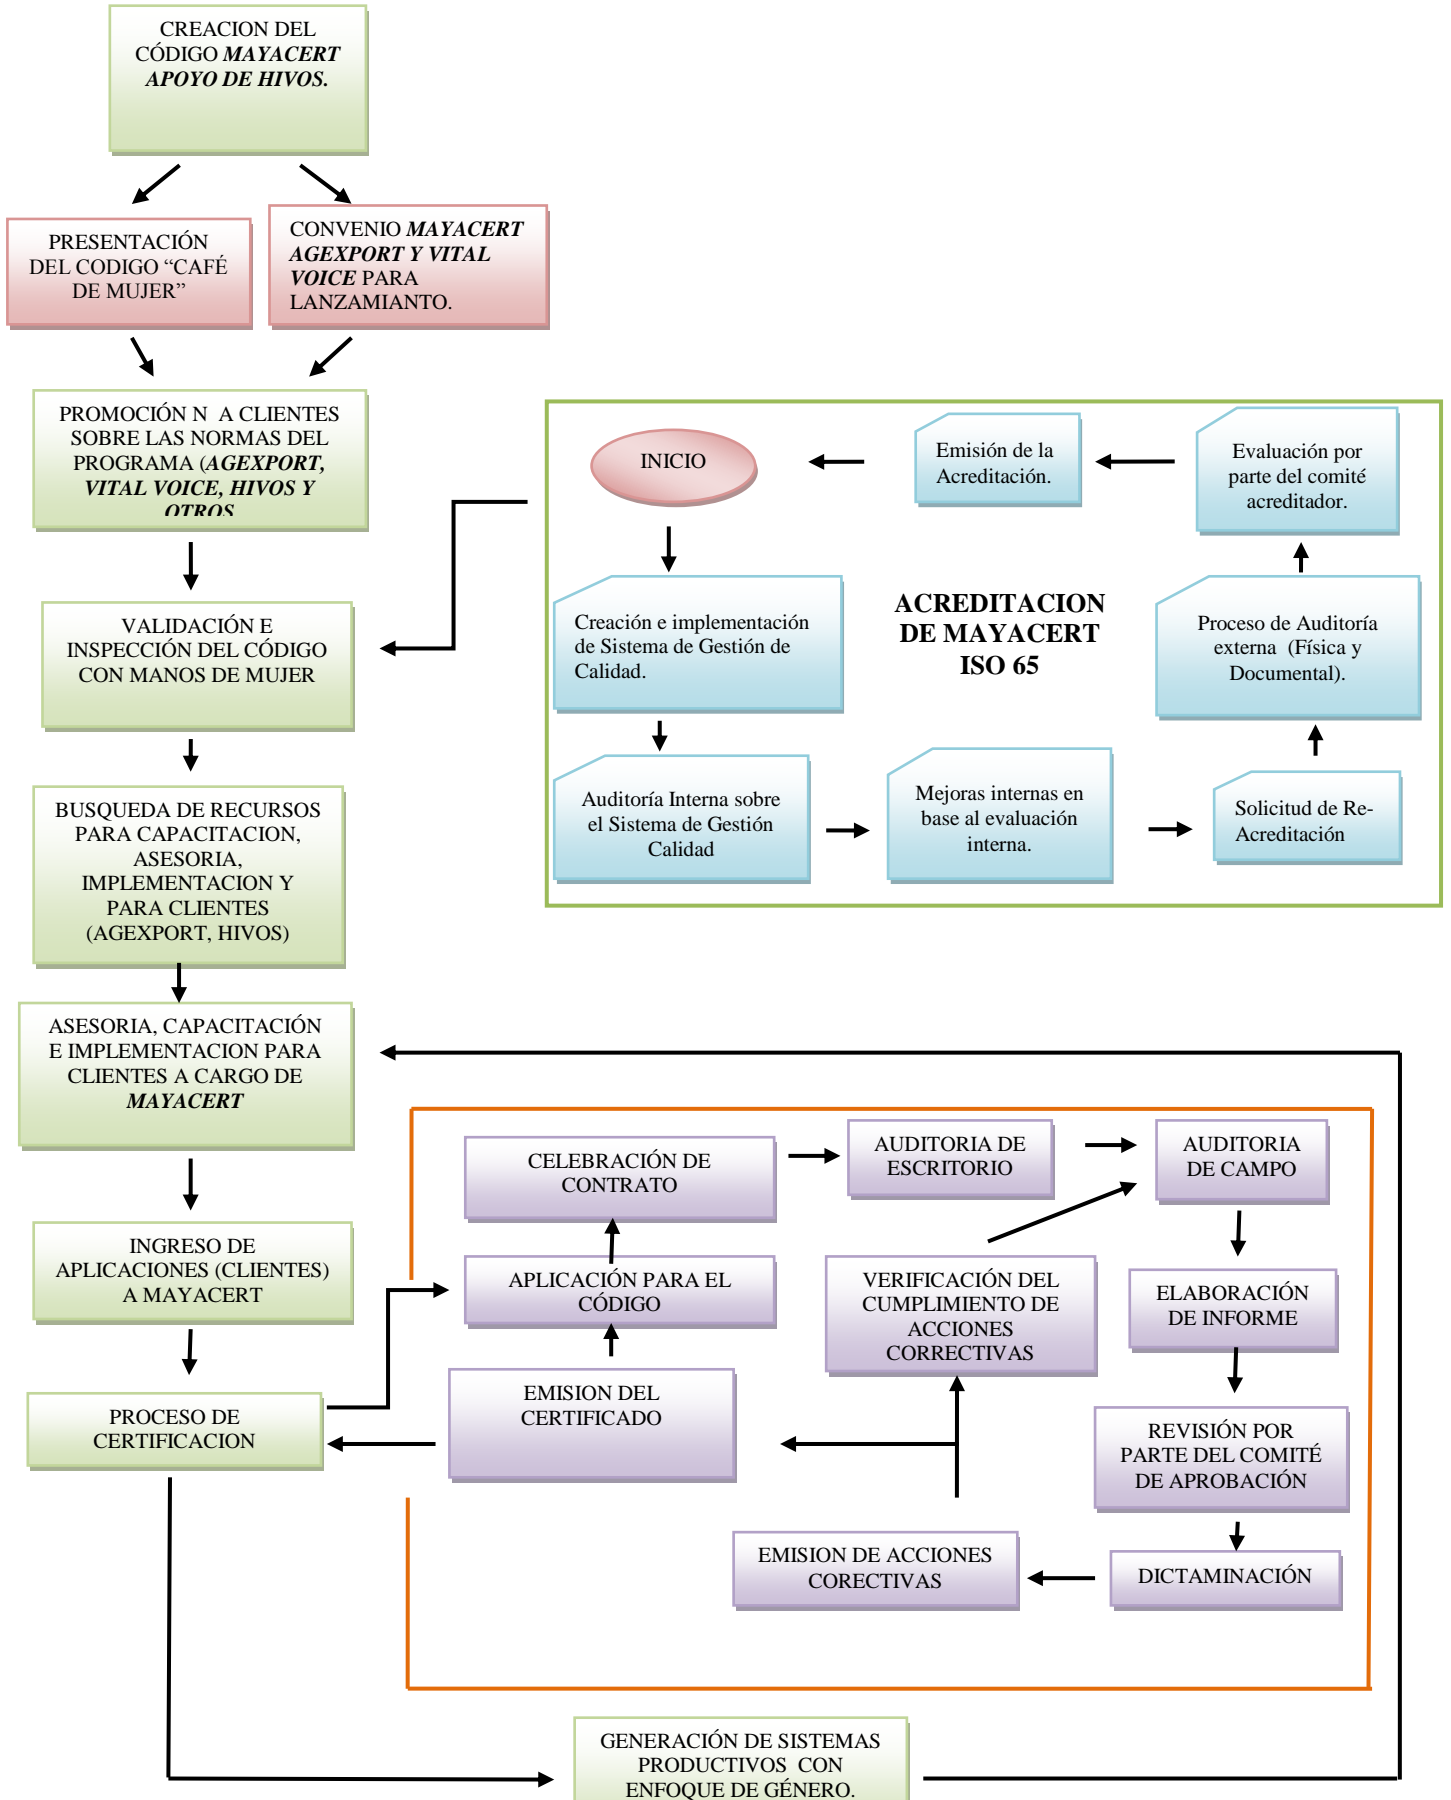 CREACION DEL
CÓDIGO MAYACERT
APOYO DE HIVOS.
PRESENTACIÓN
DEL CODIGO “CAFÉ
DE MUJER”
CONVENIO MAYACERT
AGEXPORT Y VITAL
VOICE PARA
LANZAMIANTO.
PROMOCIÓN N A CLIENTES
SOBRE LAS NORMAS DEL
PROGRAMA (AGEXPORT,
VITAL VOICE, HIVOS Y
OTROS
VALIDACIÓN E
INSPECCIÓN DEL CÓDIGO
CON MANOS DE MUJER
BUSQUEDA DE RECURSOS
PARA CAPACITACION,
ASESORIA,
IMPLEMENTACION Y
PARA CLIENTES
(AGEXPORT, HIVOS)
ASESORIA, CAPACITACIÓN
E IMPLEMENTACION PARA
CLIENTES A CARGO DE
MAYACERT
INGRESO DE
APLICACIONES (CLIENTES)
A MAYACERT
PROCESO DE
CERTIFICACION
INICIO
Emisión de la
Acreditación.
Evaluación por
parte del comité
acreditador.
Creación e implementación
de Sistema de Gestión de
Calidad.
ACREDITACION
DE MAYACERT
ISO 65
Proceso de Auditoría
externa (Física y
Documental).
Auditoría Interna sobre
el Sistema de Gestión
Calidad
Mejoras internas en
base al evaluación
interna.
Solicitud de Re-
Acreditación
CELEBRACIÓN DE
CONTRATO
AUDITORIA DE
ESCRITORIO
AUDITORIA
DE CAMPO
APLICACIÓN PARA EL
CÓDIGO
VERIFICACIÓN DEL
CUMPLIMIENTO DE
ACCIONES
CORRECTIVAS
ELABORACIÓN
DE INFORME
EMISION DEL
CERTIFICADO
REVISIÓN POR
PARTE DEL COMITÉ
DE APROBACIÓN
EMISION DE ACCIONES
CORECTIVAS
DICTAMINACIÓN
GENERACIÓN DE SISTEMAS
PRODUCTIVOS CON
ENFOQUE DE GÉNERO.